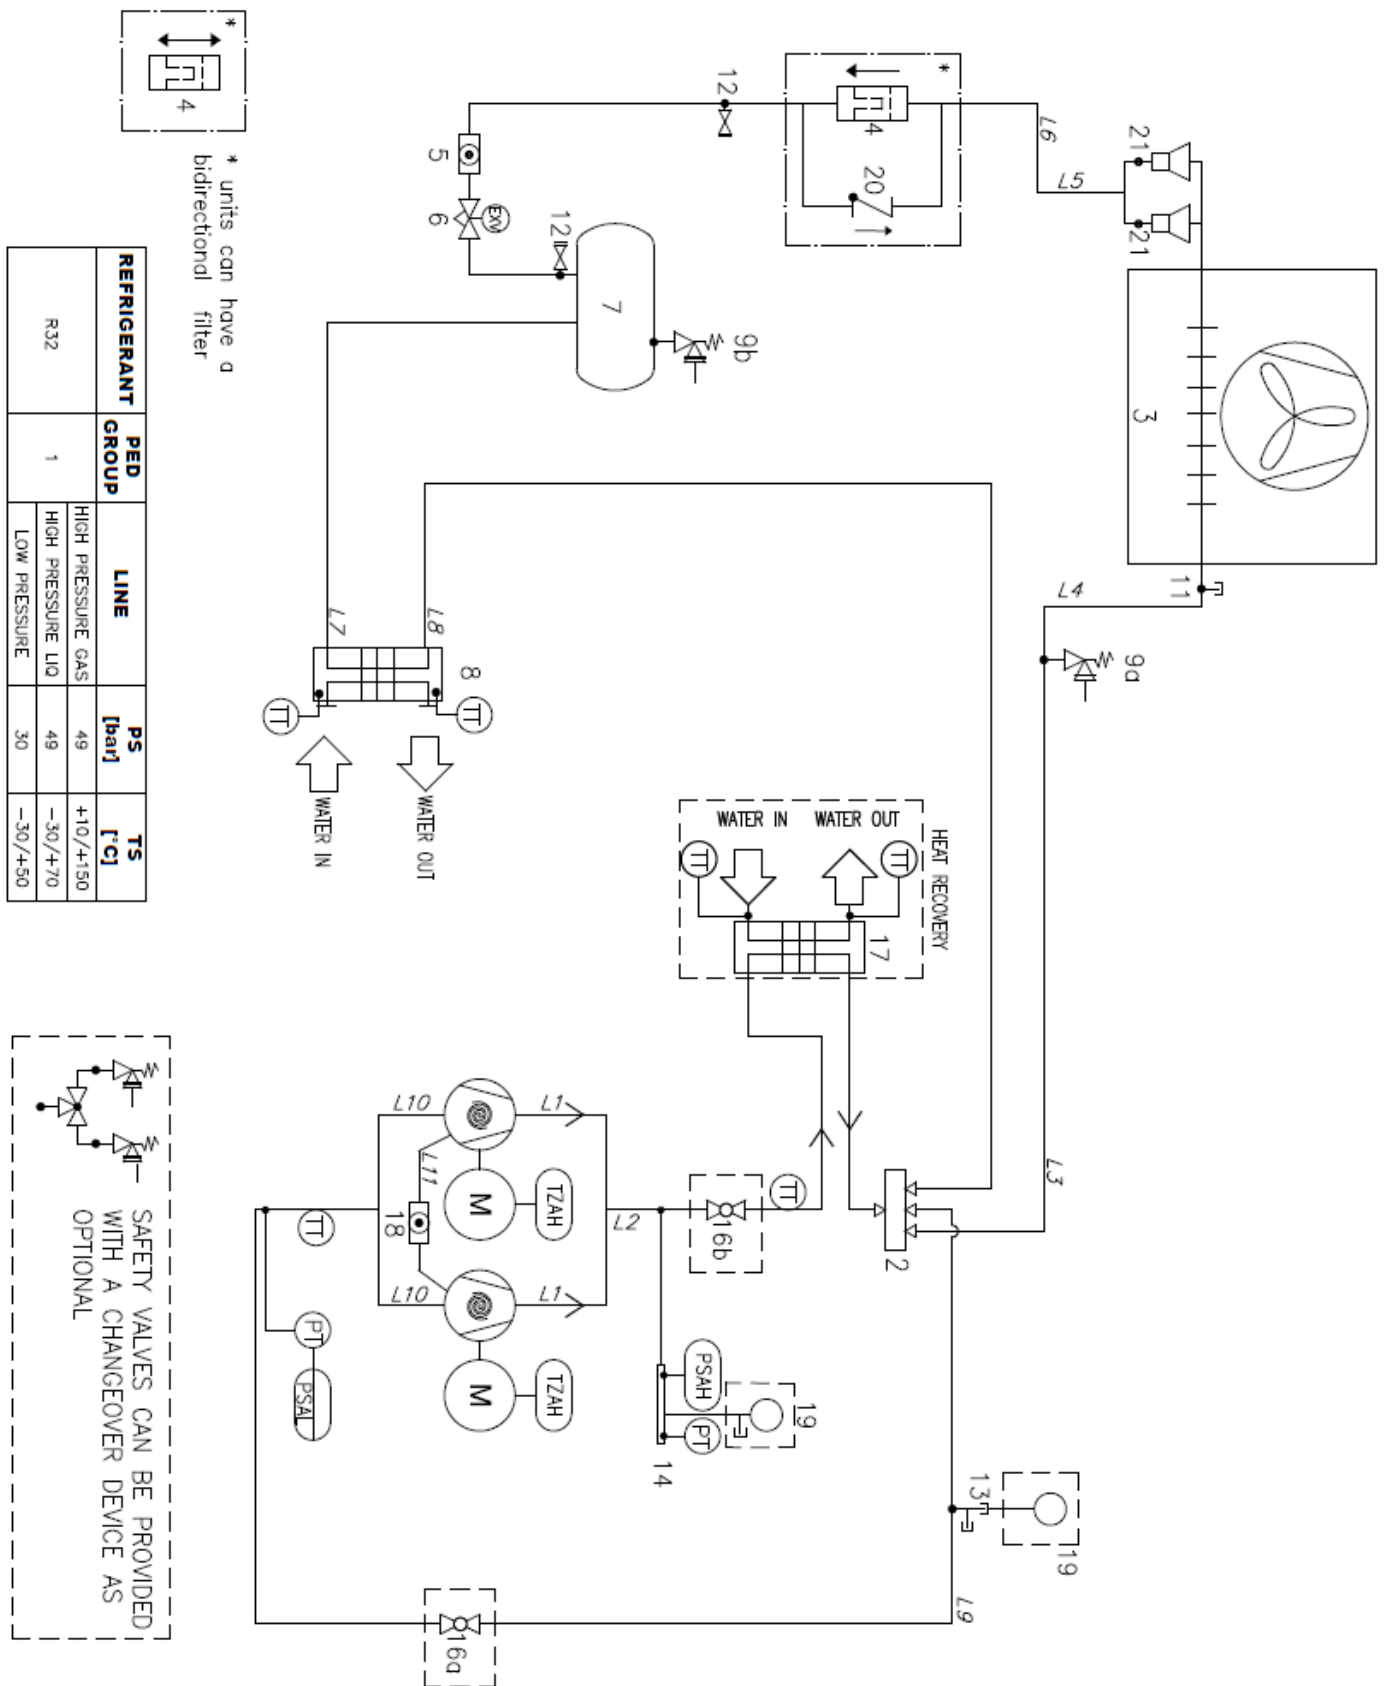 *
4
* units can have a
bidirectional filter
REFRIGERANT
PED
GROUP
LINE
PS
[bar]
TS
[°C]
R32
1
HIGH PRESSURE GAS
49
+10/+150
HIGH PRESSURE LIQ
49
-30/+70
LOW PRESSURE
30
-30/+50
12
*
4
20
L6
L5
21
21
5
6
EXV
12
7
9b
3
11
L4
9a
L7
L8
8
TT
TT
WATER IN
WATER OUT
HEAT RECOVERY
WATER IN
WATER OUT
TT
TT
17
L3
2
L10
L1
L11
M
TZAH
18
L10
L1
M
TZAH
L2
16b
TT
PSAH
PT
19
14
TT
PT
PSAL
13
19
L9
16a
SAFETY VALVES CAN BE PROVIDED
WITH A CHANGEOVER DEVICE AS
OPTIONAL